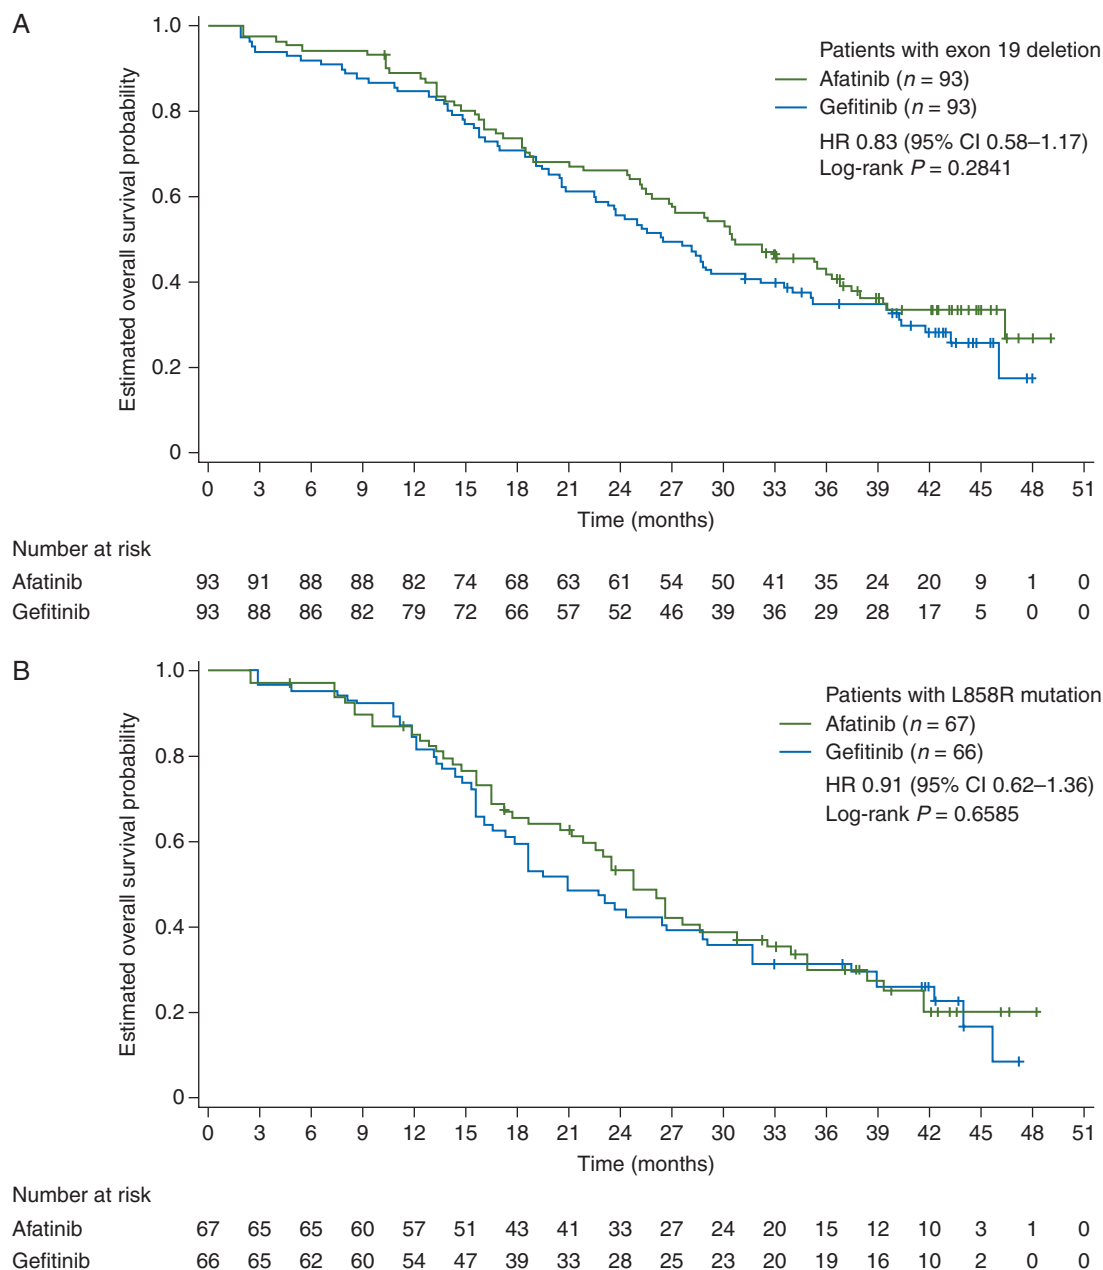 A
Estimated overall survival probability
1.0
0.8
0.6
0.4
0.2
0
Patients with exon 19 deletion
Afatinib (n = 93)
Gefitinib (n = 93)
HR 0.83 (95% CI 0.58–1.17)
Log-rank P = 0.2841
0 3 6 9 12 15 18 21 24 27 30 33 36 39 42 45 48 51
Time (months)
Number at risk
Afatinib 93 91 88 88 82 74 68 63 61 54 50 41 35 24 20 9 1 0
Gefitinib 93 88 86 82 79 72 66 57 52 46 39 36 29 28 17 5 0 0
B
Estimated overall survival probability
1.0
0.8
0.6
0.4
0.2
0
Patients with L858R mutation
Afatinib (n = 67)
Gefitinib (n = 66)
HR 0.91 (95% CI 0.62–1.36)
Log-rank P = 0.6585
0 3 6 9 12 15 18 21 24 27 30 33 36 39 42 45 48 51
Time (months)
Number at risk
Afatinib 67 65 65 60 57 51 43 41 33 27 24 20 15 12 10 3 1 0
Gefitinib 66 65 62 60 54 47 39 33 28 25 23 20 19 16 10 2 0 0